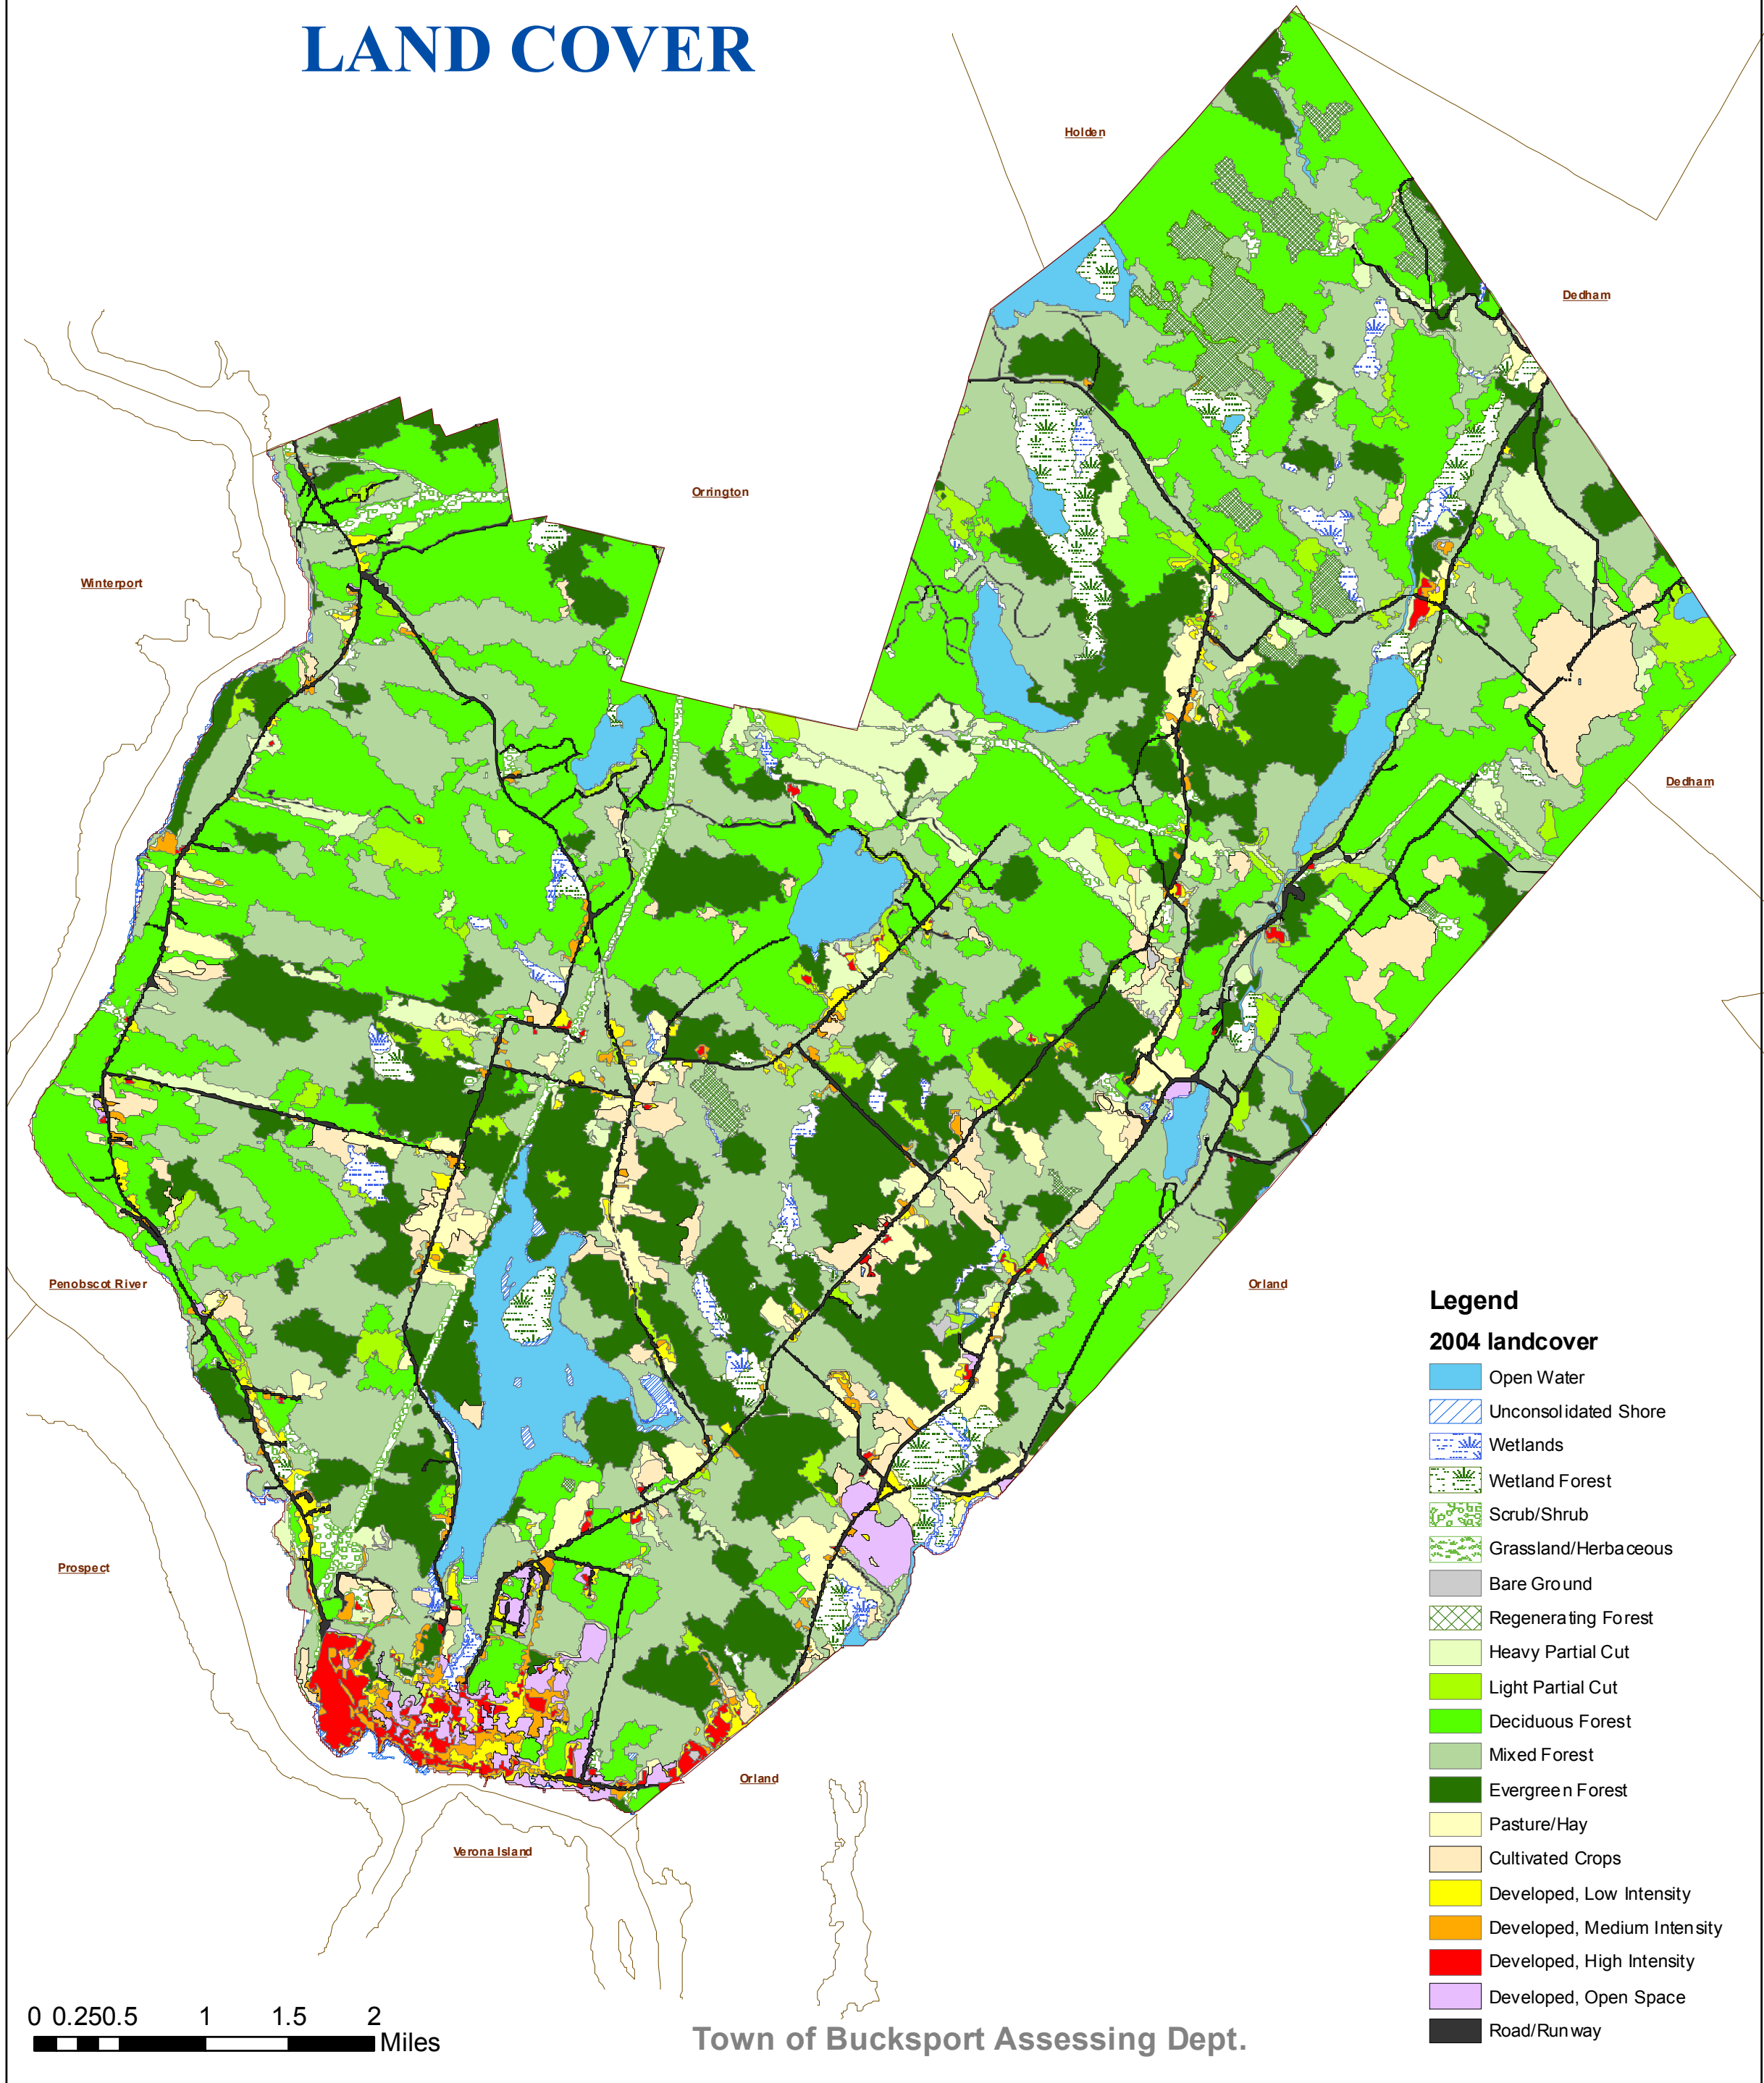 LAND COVER
Holden
Dedham
Orrington
Winterport
Dedham
Penobscot River
Orland
Legend
2004 landcover
Open Water
Unconsolidated Shore
Wetlands
Wetland Forest
Scrub/Shrub
Grassland/Herbaceous
Bare Ground
Regenerating Forest
Heavy Partial Cut
Light Partial Cut
Deciduous Forest
Mixed Forest
Evergreen Forest
Pasture/Hay
Cultivated Crops
Developed, Low Intensity
Developed, Medium Intensity
Developed, High Intensity
Developed, Open Space
Road/Runway
Prospect
Orland
Verona Island
0 0.25 0.5 1 1.5 2
Miles
Town of Bucksport Assessing Dept.